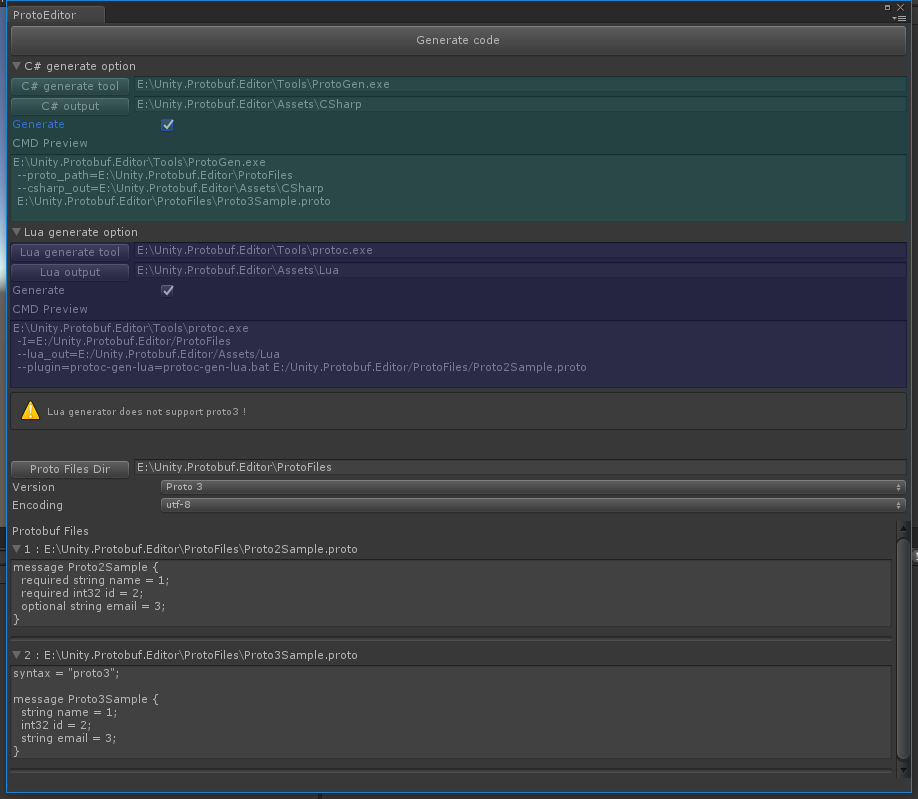 ProtoEditor
Generate code
C# generate option
C# generate tool E:\Unity.Protobuf.Editor\Tools\ProtoGen.exe
C# output E:\Unity.Protobuf.Editor\Assets\CSharp
Generate
CMD Preview
E:\Unity.Protobuf.Editor\Tools\ProtoGen.exe
--proto_path=E:\Unity.Protobuf.Editor\ProtoFiles
--csharp_out=E:\Unity.Protobuf.Editor\Assets\CSharp
E:\Unity.Protobuf.Editor\ProtoFiles\Proto3Sample.proto
Lua generate option
Lua generate tool E:\Unity.Protobuf.Editor\Tools\protoc.exe
Lua output E:\Unity.Protobuf.Editor\Assets\Lua
Generate
CMD Preview
E:\Unity.Protobuf.Editor\Tools\protoc.exe
-I=E:/Unity.Protobuf.Editor/ProtoFiles
--lua_out=E:/Unity.Protobuf.Editor/Assets/Lua
--plugin=protoc-gen-lua=protoc-gen-lua.bat E:/Unity.Protobuf.Editor/ProtoFiles/Proto2Sample.proto
Lua generator does not support proto3 !
Proto Files Dir E:\Unity.Protobuf.Editor\ProtoFiles
Version Proto 3
Encoding utf-8
Protobuf Files
1 : E:\Unity.Protobuf.Editor\ProtoFiles\Proto2Sample.proto
message Proto2Sample {
required string name = 1;
required int32 id = 2;
optional string email = 3;
}
2 : E:\Unity.Protobuf.Editor\ProtoFiles\Proto3Sample.proto
syntax = "proto3";
message Proto3Sample {
string name = 1;
int32 id = 2;
string email = 3;
}